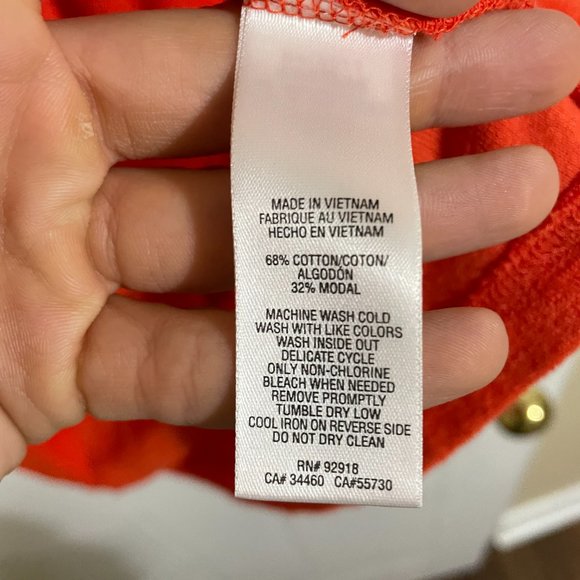 MADE IN VIETNAM
FABRIQUE AU VIETNAM
HECHO EN VIETNAM
68% COTTON/COTON/
ALGODÓN
32% MODAL
MACHINE WASH COLD
WASH WITH LIKE COLORS
WASH INSIDE OUT
DELICATE CYCLE
ONLY NON-CHLORINE
BLEACH WHEN NEEDED
REMOVE PROMPTLY
TUMBLE DRY LOW
COOL IRON ON REVERSE SIDE
DO NOT DRY CLEAN
RN# 92918
CA# 34460 CA#55730